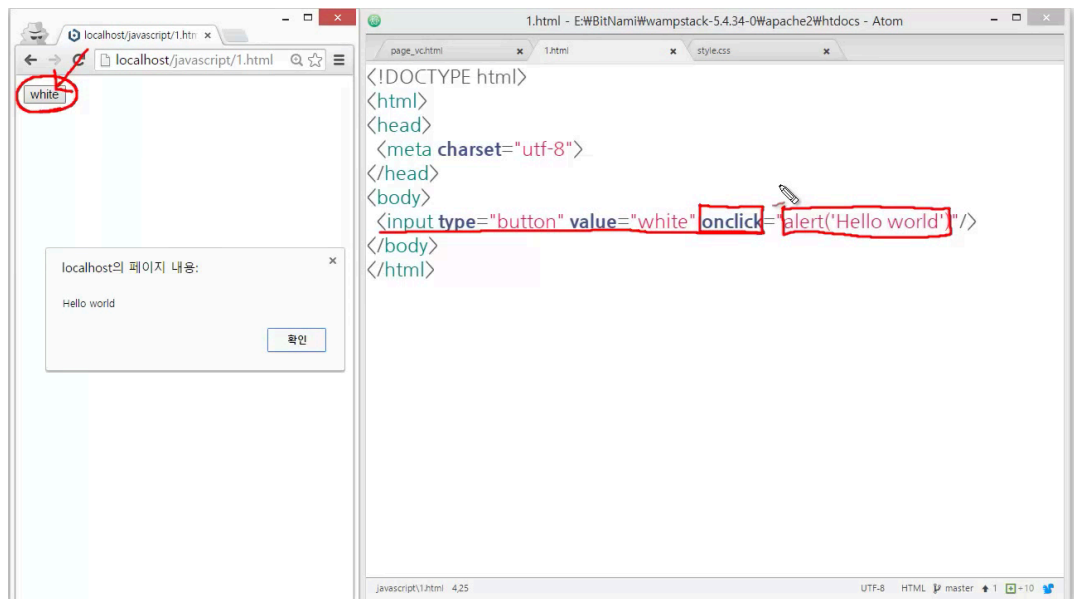 localhost/javascript/1.htn
localhost/javascript/1.html
white
localhost의 페이지 내용:
Hello world
확인
1.html - E:₩BitNami₩wampstack-5.4.34-0₩apache2₩htdocs - Atom
page_vc.html
1.html
style.css
<!DOCTYPE html>
<html>
<head>
<meta charset="utf-8">
</head>
<body>
<input type="button" value="white" onclick="alert('Hello world')"/>
</body>
</html>
javascript\1.html 4,25
UTF-8 HTML master 1 +10